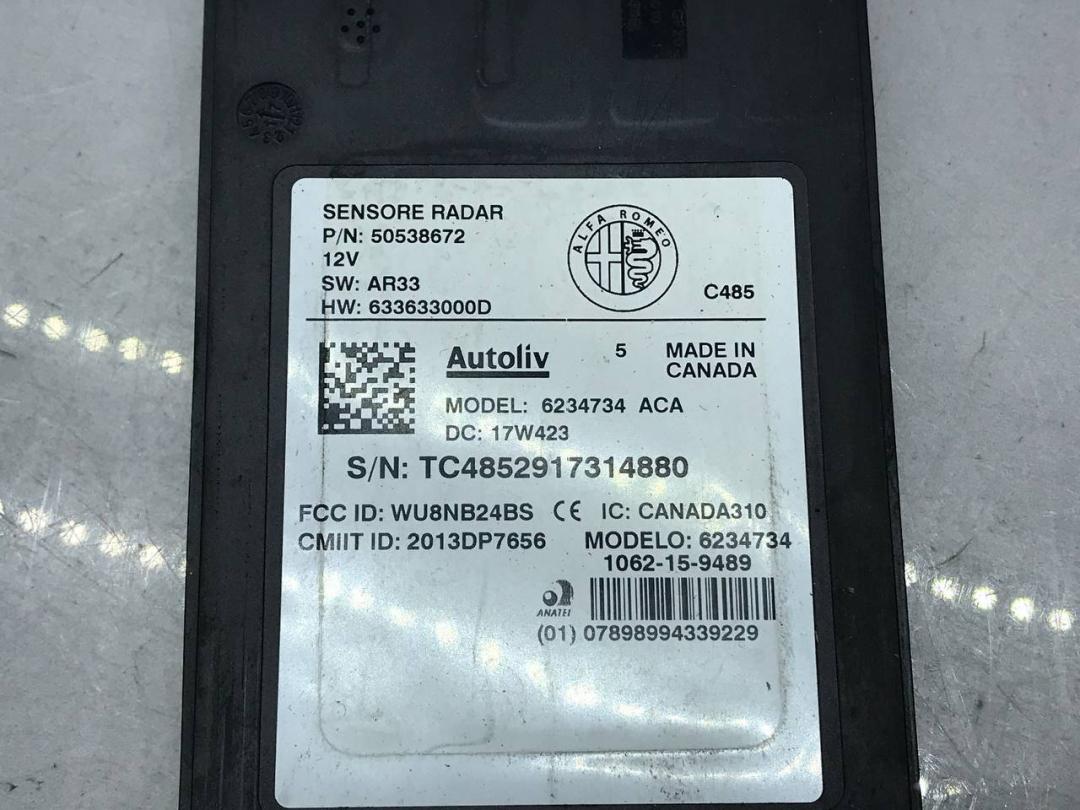 SENSORE RADAR
P/N: 50538672
12V
SW: AR33
HW: 633633000D
ALFA ROMEO
C485
Autoliv
5
MADE IN
CANADA
MODEL: 6234734 ACA
DC: 17W423
S/N: TC4852917314880
FCC ID: WU8NB24BS CE IC: CANADA310
CMIIT ID: 2013DP7656 MODELO: 6234734
1062-15-9489
ANATEL
(01) 07898994339229